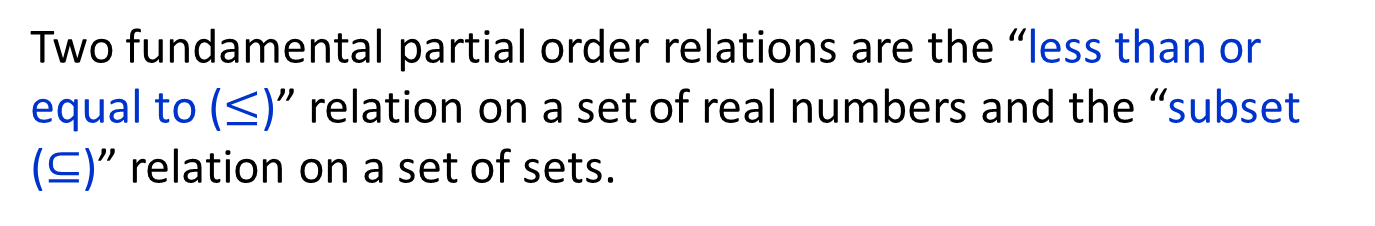 Two fundamental partial order relations are the “less than or
equal to (≤)” relation on a set of real numbers and the “subset
(⊆)” relation on a set of sets.